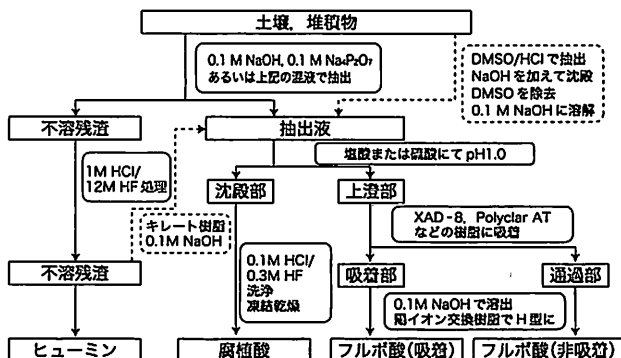 土壌，堆積物
0.1 M NaOH, 0.1 M Na₄P₂O₇
あるいは上記の混液で抽出
DMSO/HClで抽出
NaOHを加えて沈殿
DMSOを除去
0.1 M NaOHに溶解
不溶残渣
抽出液
1M HCl/
12M HF 処理
塩酸または硫酸にてpH1.0
沈殿部
上澄部
キレート樹脂
0.1M NaOH
XAD-8，Polyclar AT
などの樹脂に吸着
0.1M HCl/
0.3M HF
洗浄
凍結乾燥
不溶残渣
吸着部
通過部
0.1M NaOHで溶出
陽イオン交換樹脂でH型に
ヒューミン
腐植酸
フルボ酸(吸着)
フルボ酸(非吸着)